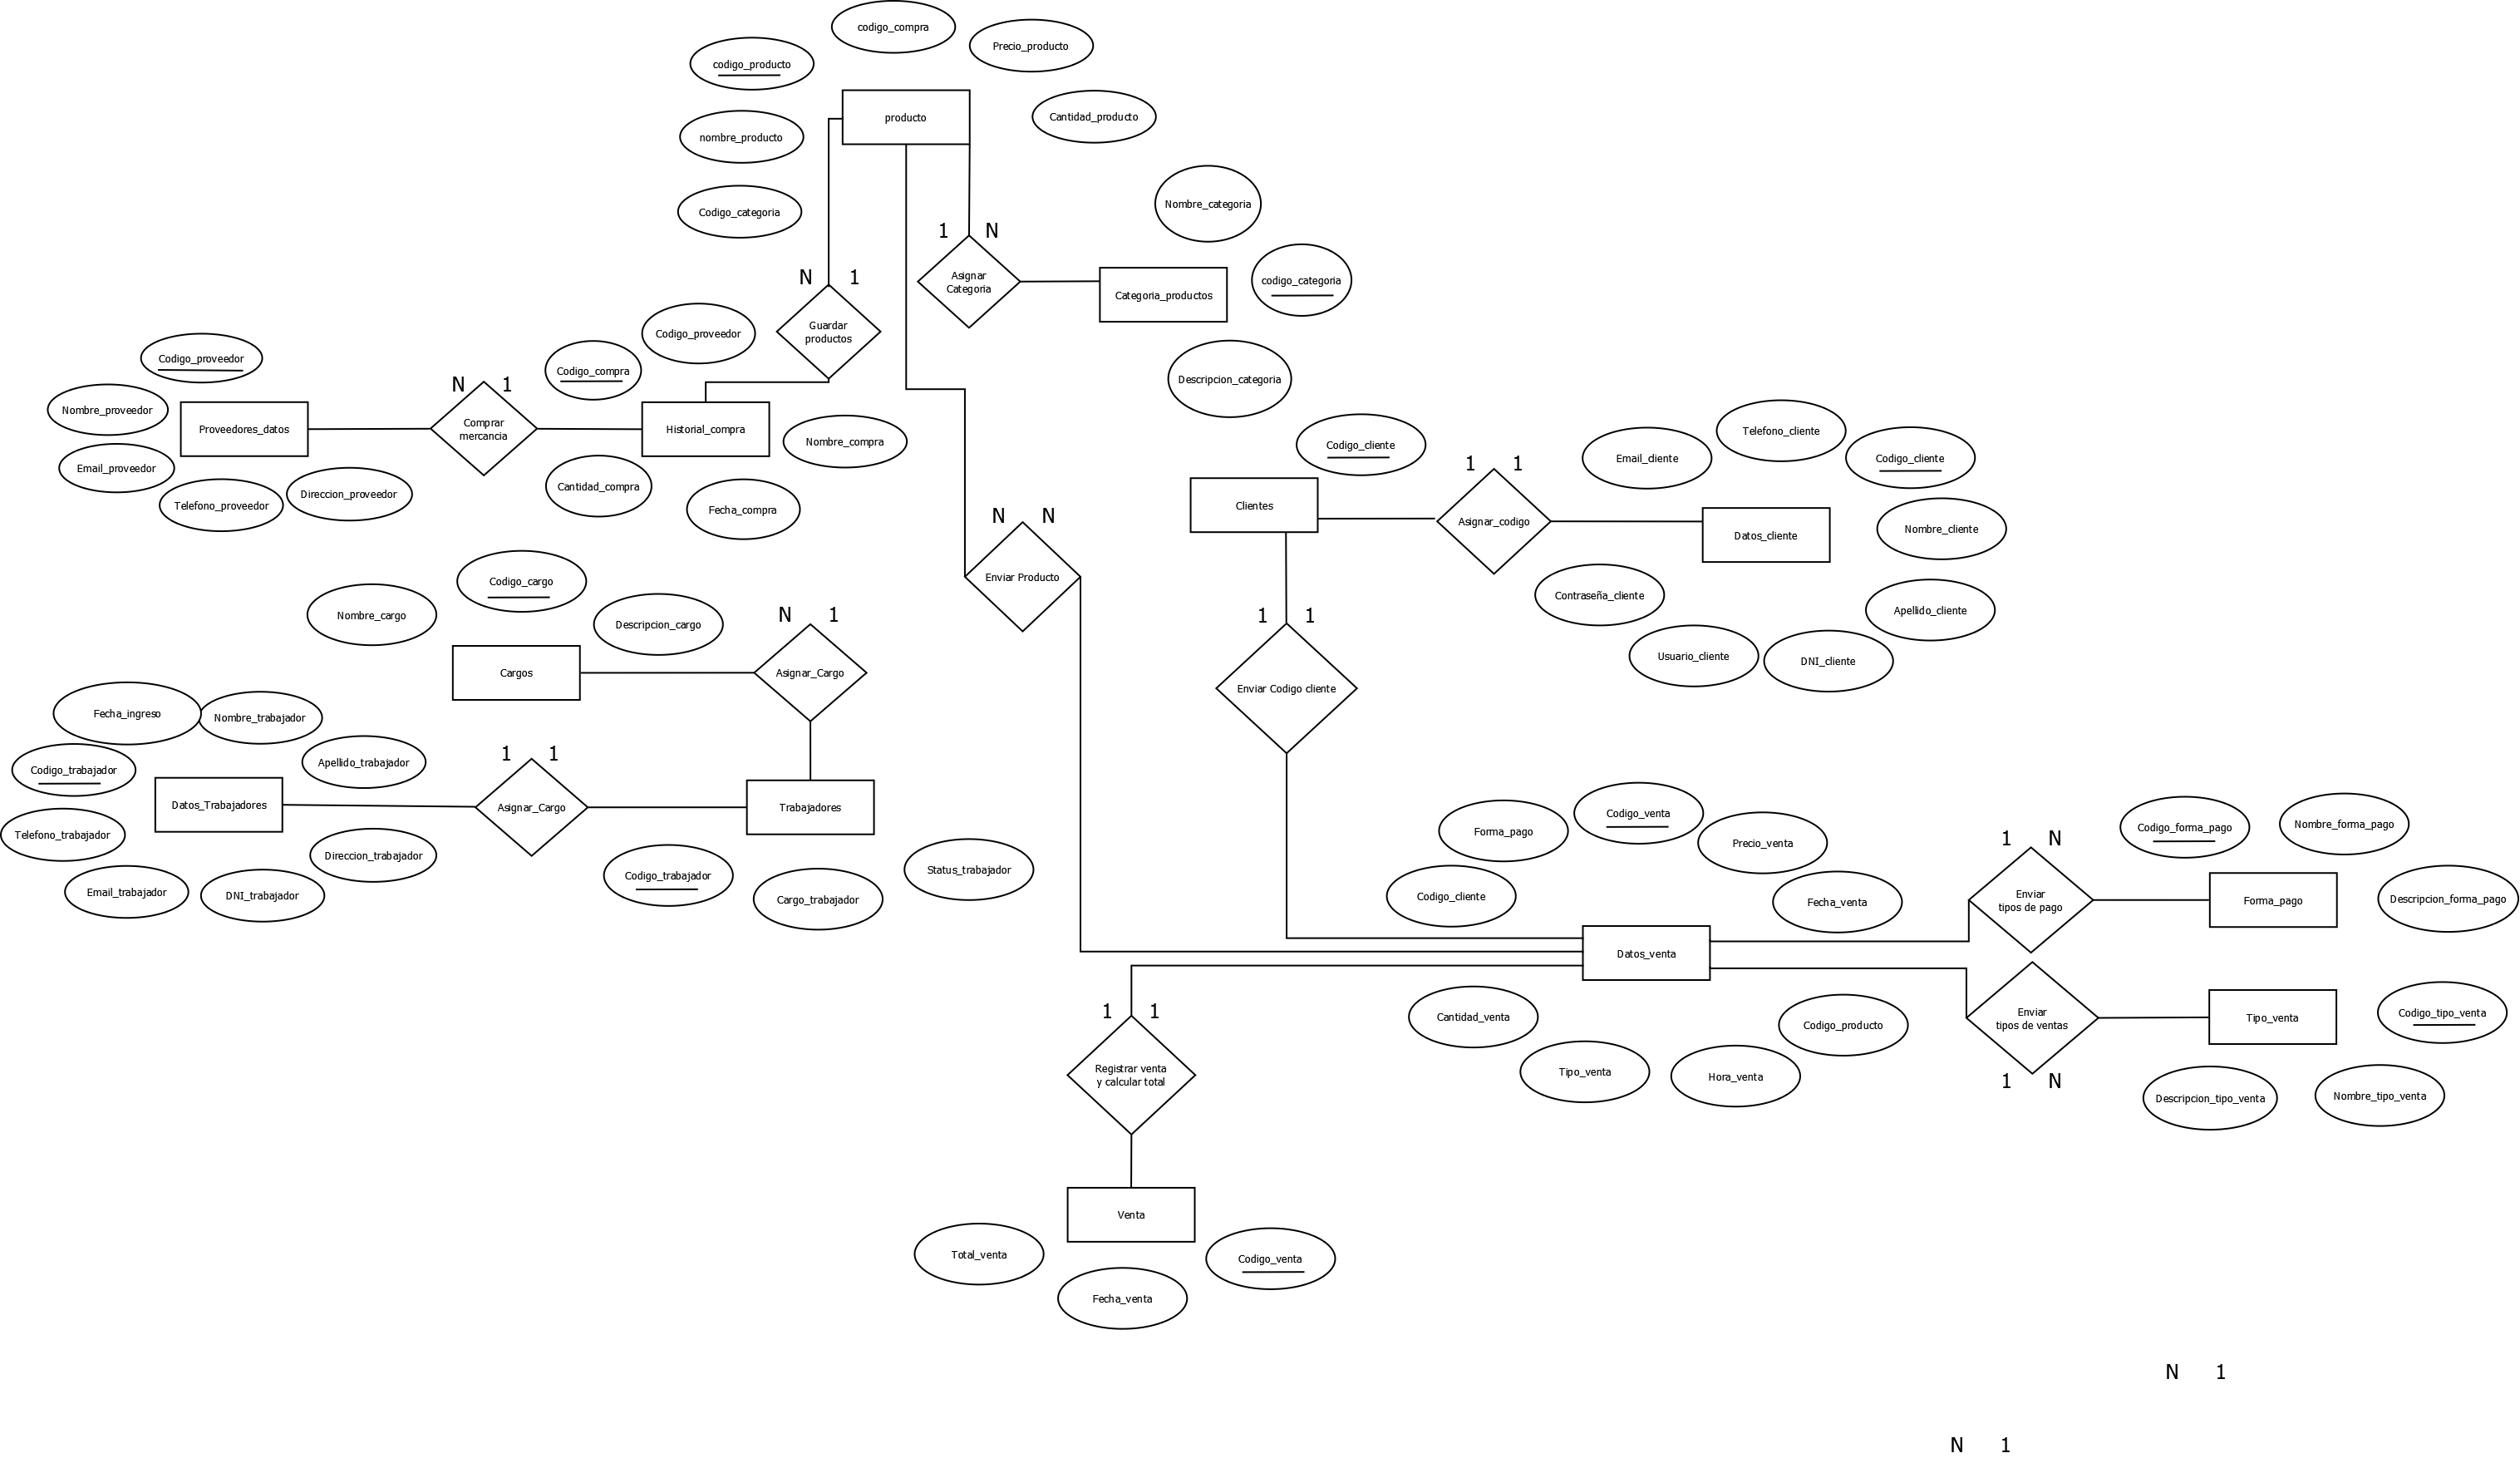 codigo_compra
Precio_producto
codigo_producto
producto
Cantidad_producto
nombre_producto
Codigo_categoria
Nombre_categoria
1 N
Asignar
Categoria
codigo_categoria
Categoria_productos
N 1
Guardar
productos
Codigo_proveedor
Codigo_proveedor
Codigo_compra
Descripcion_categoria
N 1
Nombre_proveedor
Proveedores_datos
Comprar
mercancia
Historial_compra
Nombre_compra
Email_proveedor
Direccion_proveedor
Telefono_proveedor
Cantidad_compra
Fecha_compra
Codigo_cliente
Telefono_cliente
Email_cliente
Codigo_cliente
1 1
Clientes
Asignar_codigo
Datos_cliente
Nombre_cliente
N N
Enviar Producto
Contraseña_cliente
Apellido_cliente
Usuario_cliente
DNI_cliente
1 1
Enviar Codigo cliente
Codigo_cargo
Nombre_cargo
Descripcion_cargo
N 1
Cargos
Asignar_Cargo
Fecha_ingreso
Nombre_trabajador
Codigo_trabajador
Apellido_trabajador
1 1
Datos_Trabajadores
Asignar_Cargo
Trabajadores
Telefono_trabajador
Direccion_trabajador
Email_trabajador
DNI_trabajador
Codigo_trabajador
Cargo_trabajador
Status_trabajador
Forma_pago
Codigo_venta
Precio_venta
Codigo_cliente
Fecha_venta
Datos_venta
1 N
Enviar
tipos de pago
Codigo_forma_pago
Nombre_forma_pago
Forma_pago
Descripcion_forma_pago
Cantidad_venta
Tipo_venta
Hora_venta
Codigo_producto
Enviar
tipos de ventas
1 N
Tipo_venta
Codigo_tipo_venta
Descripcion_tipo_venta
Nombre_tipo_venta
1 1
Registrar venta
y calcular total
Venta
Total_venta
Codigo_venta
Fecha_venta
N 1
N 1